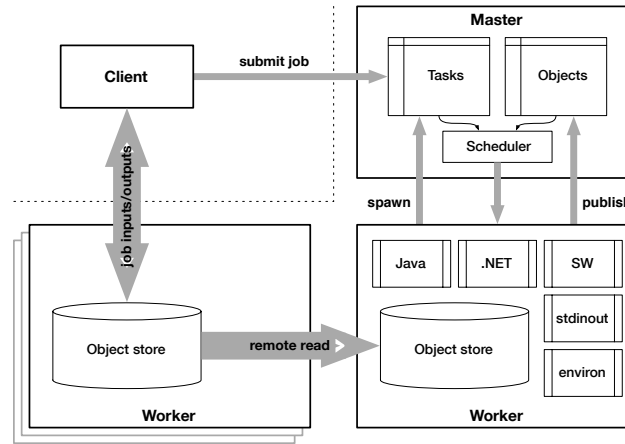 Master
Client
submit job
Tasks
Objects
Scheduler
job inputs/outputs
spawn
publish
Java
.NET
SW
Object store
remote read
Object store
stdinout
environ
Worker
Worker